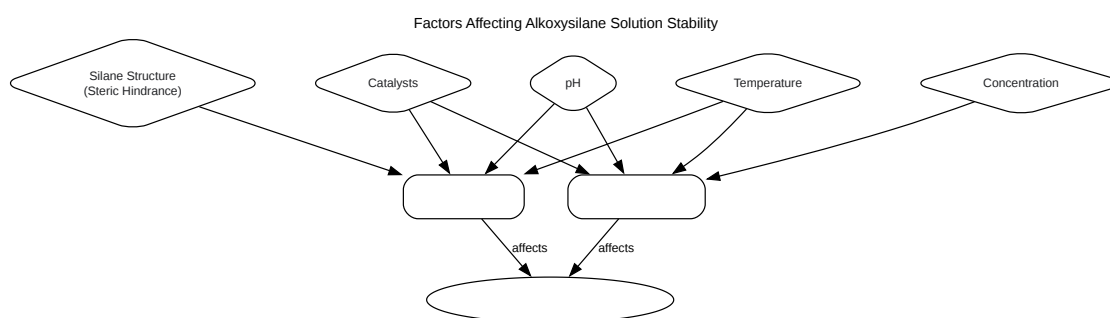 Factors Affecting Alkoxysilane Solution Stability
Silane Structure
(Steric Hindrance)
Catalysts
pH
Temperature
Concentration
affects
affects